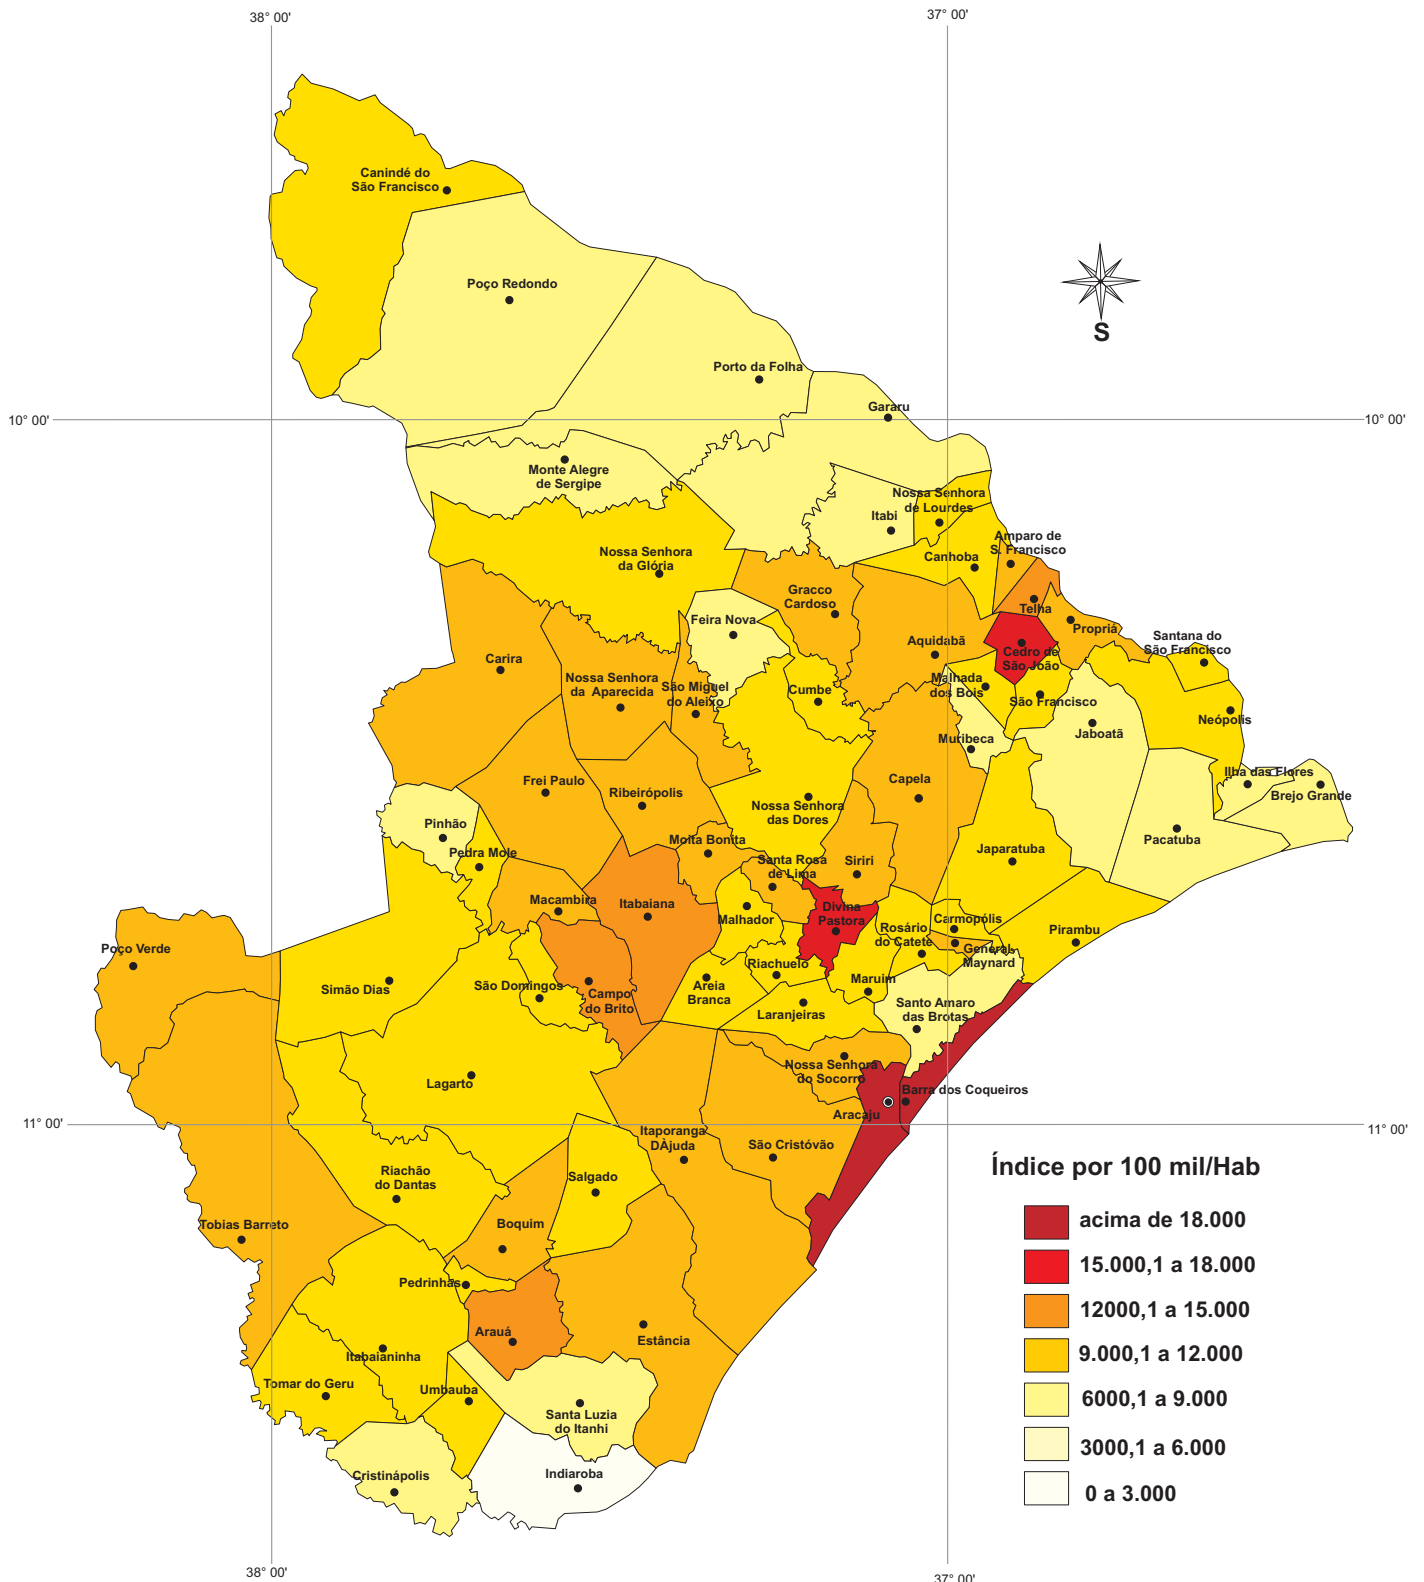 38° 00'
37° 00'
Canindé do
São Francisco
Poço Redondo
S
Porto da Folha
Gararu
10° 00'
10° 00'
Monte Alegre
de Sergipe
Nossa Senhora
de Lourdes
Itabi
Amparo de
S. Francisco
Nossa Senhora
da Glória
Canhoba
Gracco
Cardoso
Telha
Feira Nova
Propriá
Aquidabã
Santana do
São Francisco
Cedro de
São João
Carira
Nossa Senhora
da Aparecida
São Miguel
do Aleixo
Cumbe
Malhada
dos Bois
São Francisco
Neópolis
Jaboatã
Muribeca
Frei Paulo
Ribeirópolis
Capela
Ilha das Flores
Brejo Grande
Nossa Senhora
das Dores
Pinhão
Pedra Mole
Moita Bonita
Pacatuba
Japaratuba
Santa Rosa
de Lima
Siriri
Macambira
Itabaiana
Malhador
Divina
Pastora
Carmopólis
Rosário
do Catete
Pirambu
General
Maynard
Poço Verde
Simão Dias
São Domingos
Campo
do Brito
Areia
Branca
Riachuelo
Maruim
Laranjeiras
Santo Amaro
das Brotas
Lagarto
Nossa Senhora
do Socorro
Barra dos Coqueiros
Aracaju
11° 00'
11° 00'
Itaporanga
DÀjuda
São Cristóvão
Riachão
do Dantas
Salgado
Tobias Barreto
Boquim
Pedrinhas
Arauá
Estância
Itabaianinha
Tomar do Geru
Umbauba
Santa Luzia
do Itanhi
Cristinápolis
Indiaroba
Índice por 100 mil/Hab
acima de 18.000
15.000,1 a 18.000
12000,1 a 15.000
9.000,1 a 12.000
6000,1 a 9.000
3000,1 a 6.000
0 a 3.000
38° 00'
37° 00'